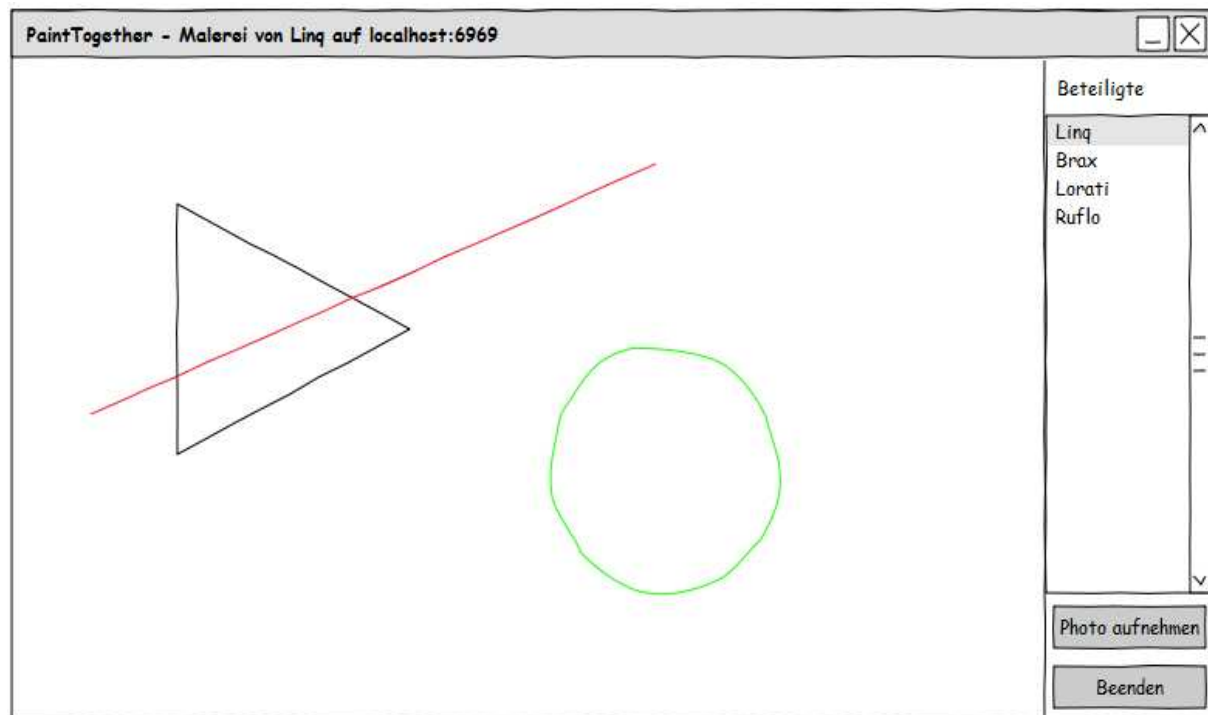 PaintTogether - Malerei von Linq auf localhost:6969
Beteiligte
Linq
Brax
Lorati
Ruflo
Photo aufnehmen
Beenden